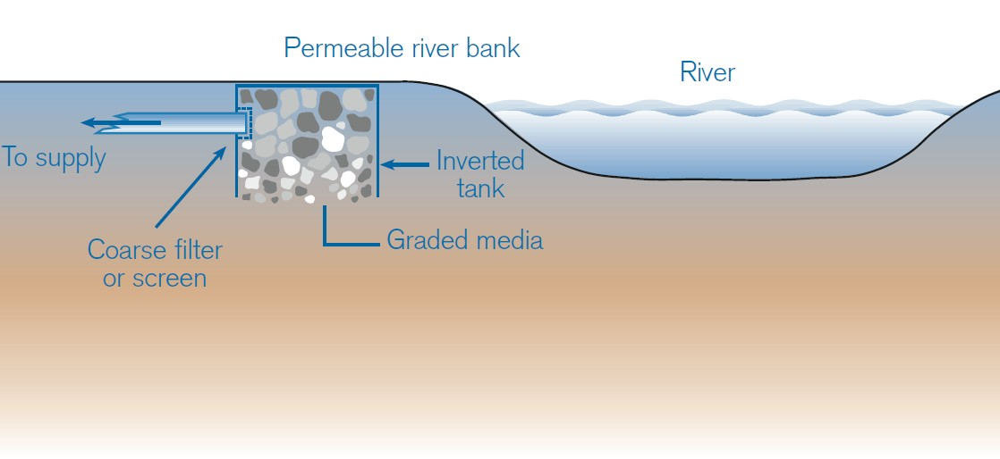 Permeable river bank
River
To supply
Inverted
tank
Graded media
Coarse filter
or screen